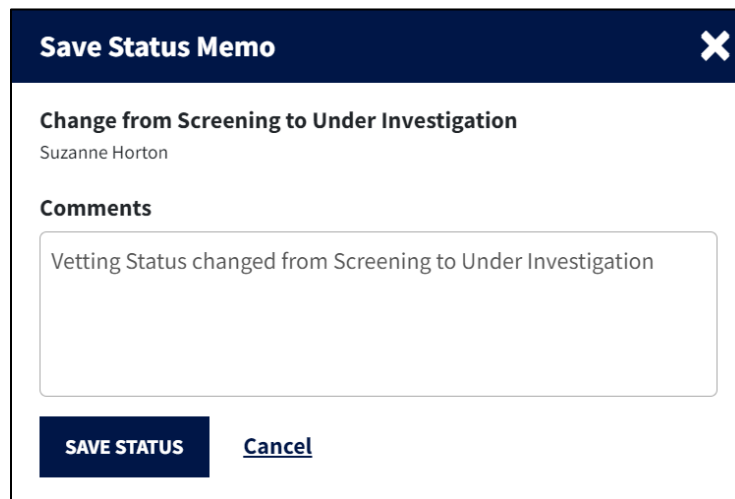 Save Status Memo
Change from Screening to Under Investigation
Suzanne Horton
Comments
Vetting Status changed from Screening to Under Investigation
SAVE STATUS Cancel